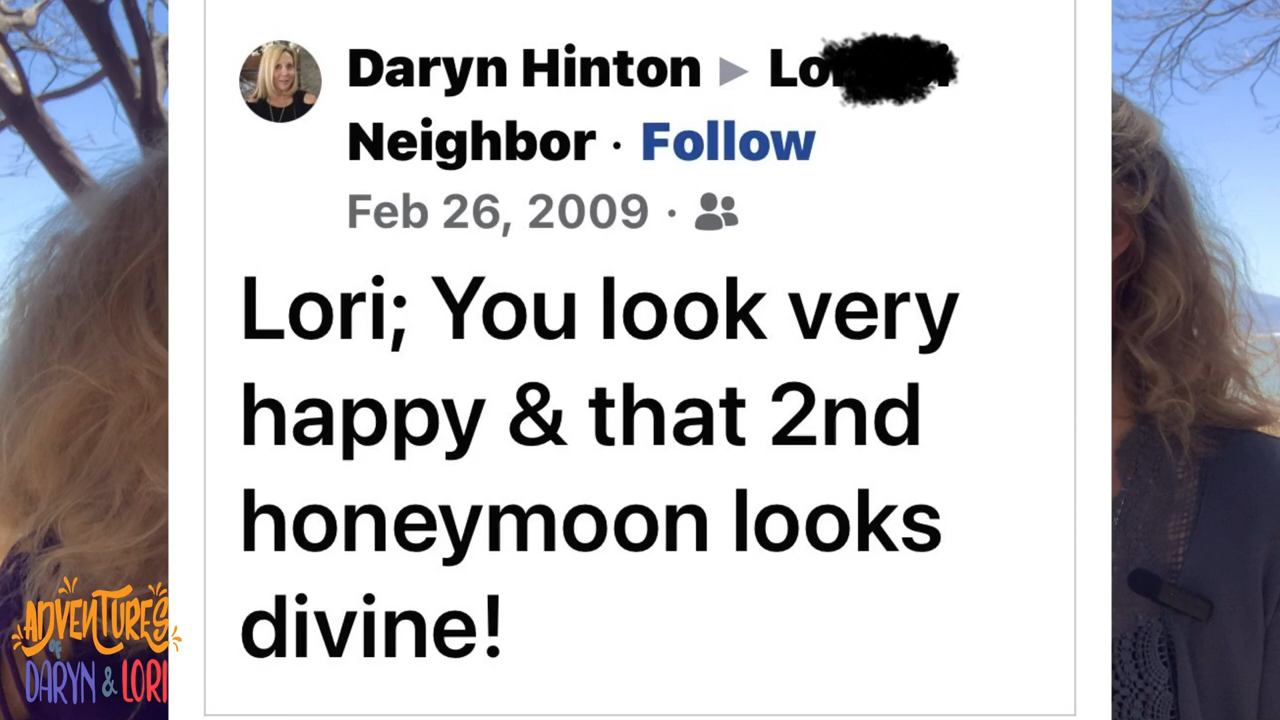 Daryn Hinton ▸
Neighbor · Follow
Feb 26, 2009 ·
Lori; You look very
happy & that 2nd
honeymoon looks
divine!
ADVENTURES
OF
DARYN & LORI